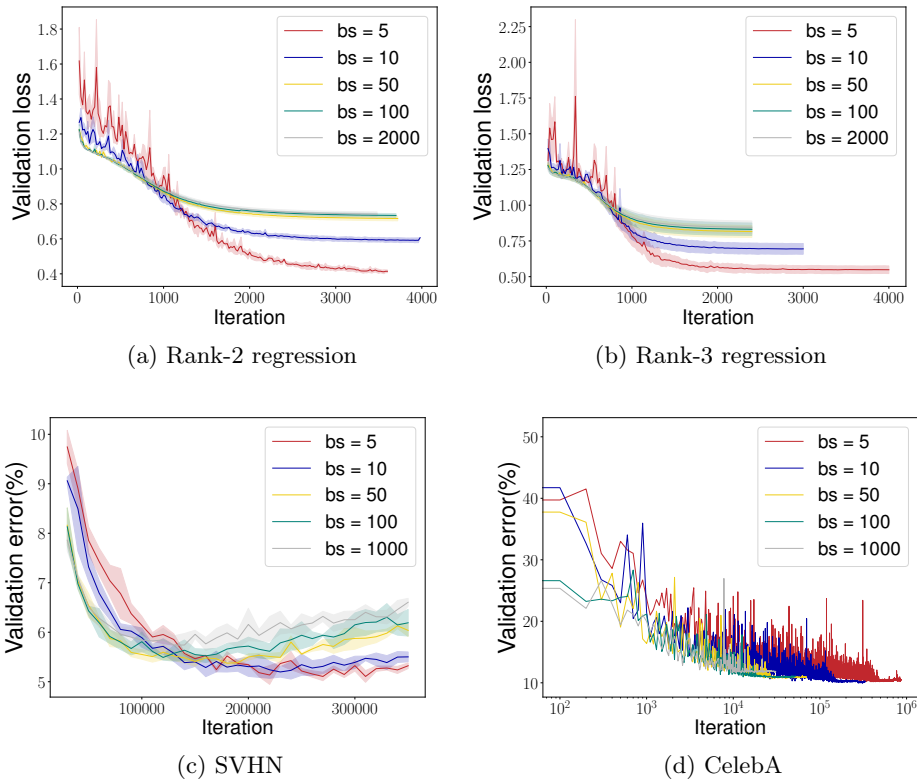 1.8
1.6
1.4
1.2
1.0
0.8
0.6
0.4
Validation loss
bs = 5
bs = 10
bs = 50
bs = 100
bs = 2000
0 1000 2000 3000 4000
Iteration
(a) Rank-2 regression
2.25
2.00
1.75
1.50
1.25
1.00
0.75
0.50
Validation loss
bs = 5
bs = 10
bs = 50
bs = 100
bs = 2000
0 1000 2000 3000 4000
Iteration
(b) Rank-3 regression
10
9
8
7
6
5
Validation error(%)
bs = 5
bs = 10
bs = 50
bs = 100
bs = 1000
100000 200000 300000
Iteration
(c) SVHN
50
40
30
20
10
Validation error(%)
bs = 5
bs = 10
bs = 50
bs = 100
bs = 1000
10² 10³ 10⁴ 10⁵ 10⁶
Iteration
(d) CelebA